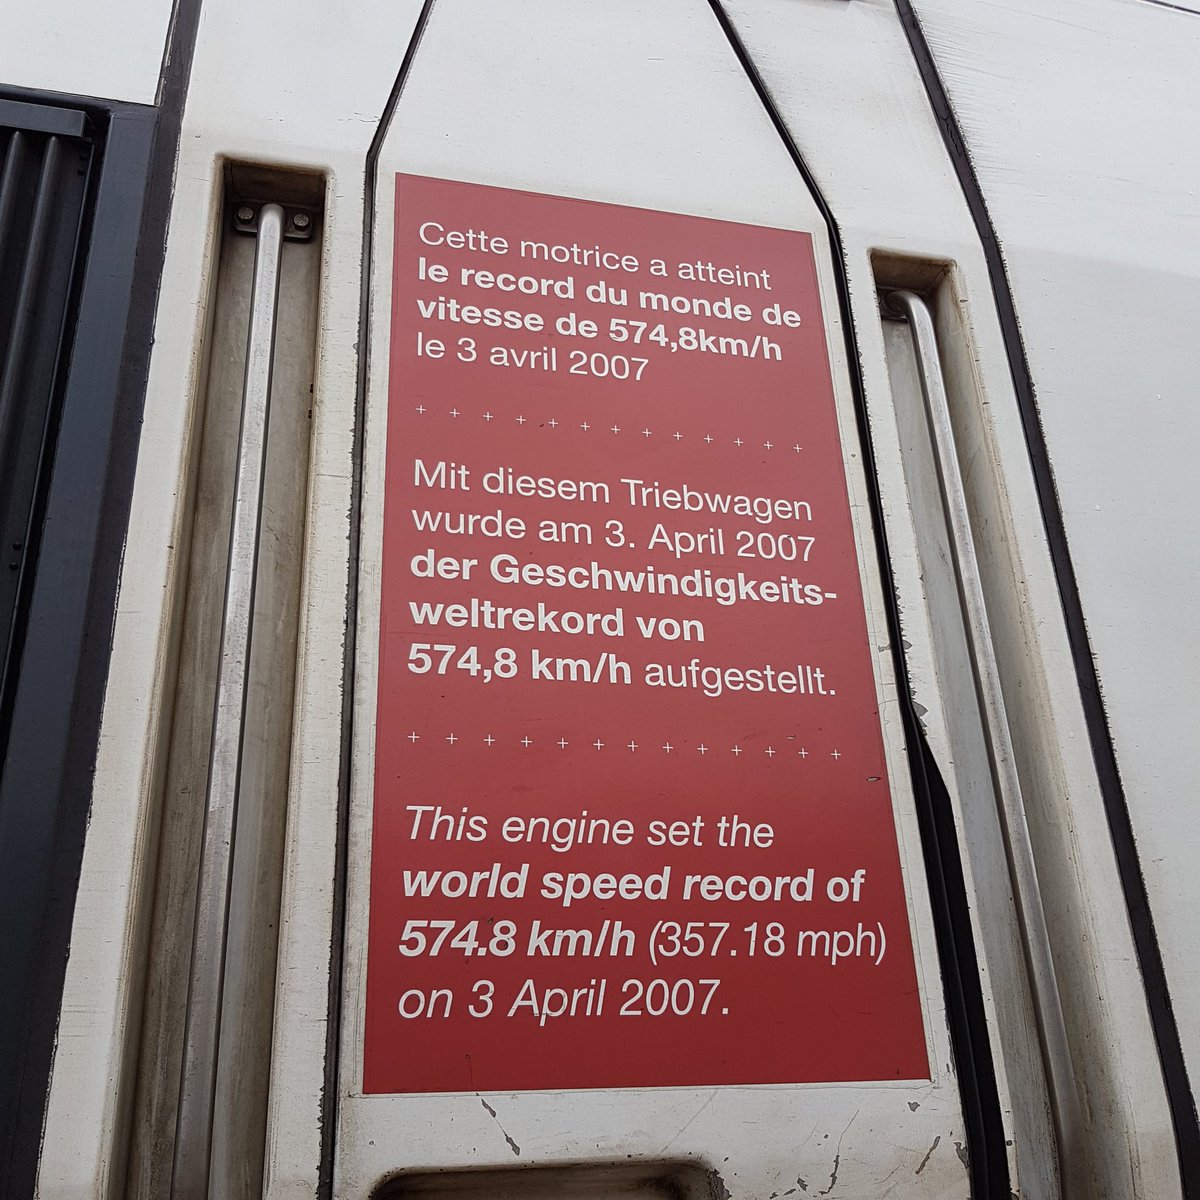 Cette motrice a atteint
le record du monde de
vitesse de 574,8km/h
le 3 avril 2007
+ + + + + + + + + + + + +
Mit diesem Triebwagen
wurde am 3. April 2007
der Geschwindigkeits-
weltrekord von
574,8 km/h aufgestellt.
+ + + + + + + + + + + + +
This engine set the
world speed record of
574.8 km/h (357.18 mph)
on 3 April 2007.